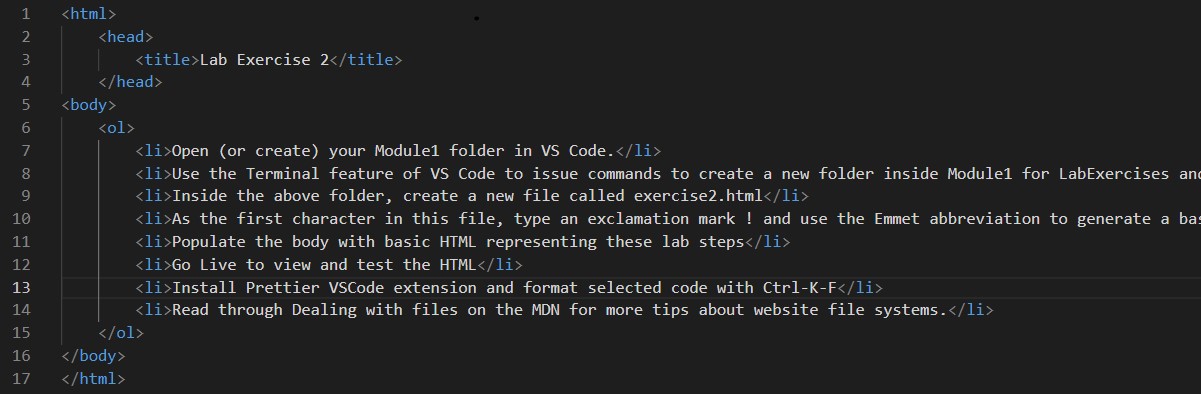 1 <html>
2 <head>
3 <title>Lab Exercise 2</title>
4 </head>
5 <body>
6 <ol>
7 <li>Open (or create) your Module1 folder in VS Code.</li>
8 <li>Use the Terminal feature of VS Code to issue commands to create a new folder inside Module1 for LabExercises and
9 <li>Inside the above folder, create a new file called exercise2.html</li>
10 <li>As the first character in this file, type an exclamation mark ! and use the Emmet abbreviation to generate a bas
11 <li>Populate the body with basic HTML representing these lab steps</li>
12 <li>Go Live to view and test the HTML</li>
13 <li>Install Prettier VSCode extension and format selected code with Ctrl-K-F</li>
14 <li>Read through Dealing with files on the MDN for more tips about website file systems.</li>
15 </ol>
16 </body>
17 </html>